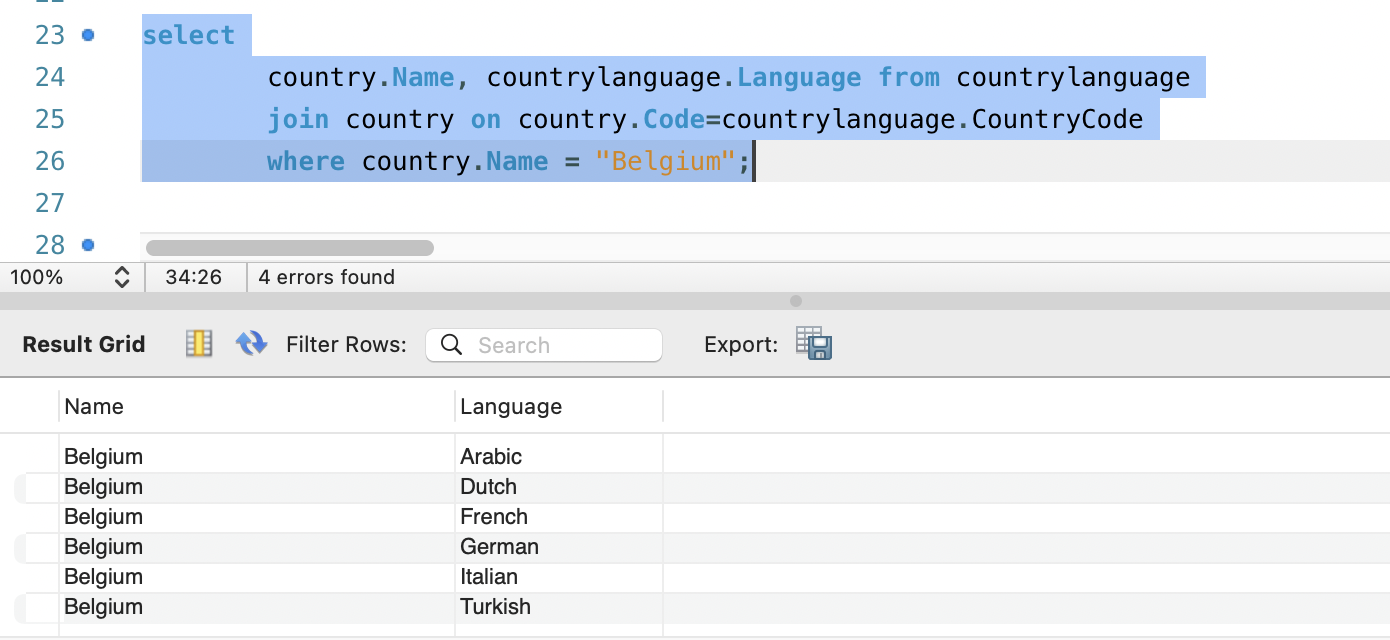 23 select
24 country.Name, countrylanguage.Language from countrylanguage
25 join country on country.Code=countrylanguage.CountryCode
26 where country.Name = "Belgium";
27
28
100% 34:26 4 errors found
Result Grid Filter Rows: Search Export:
Name Language
Belgium Arabic
Belgium Dutch
Belgium French
Belgium German
Belgium Italian
Belgium Turkish